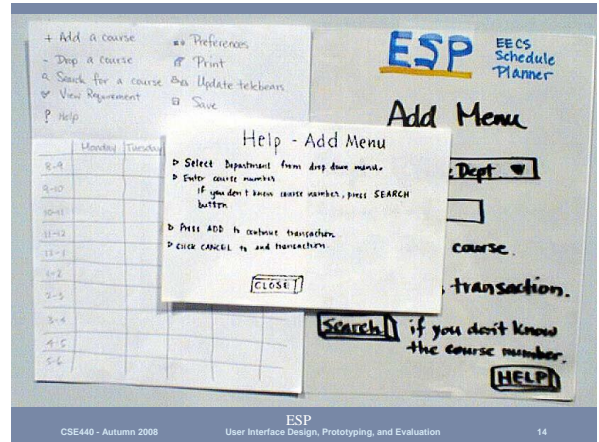 + Add a course
- Drop a course
Search for a course
View Requirement
? Help
Preferences
Print
Update telebears
Save
Monday Tuesday
8-9
9-10
10-11
11-12
12-1
1-2
2-3
3-4
4-5
5-6
Help - Add Menu
Select Department from drop down menu.
Enter course number
if you don't know course number, press SEARCH
button
Press ADD to continue transaction
Click CANCEL to end transaction.
CLOSE
ESP EECS
Schedule
Planner
Add Menu
Dept
course.
transaction.
Search if you don't know
the course number.
HELP
ESP
CSE440 - Autumn 2008 User Interface Design, Prototyping, and Evaluation 14